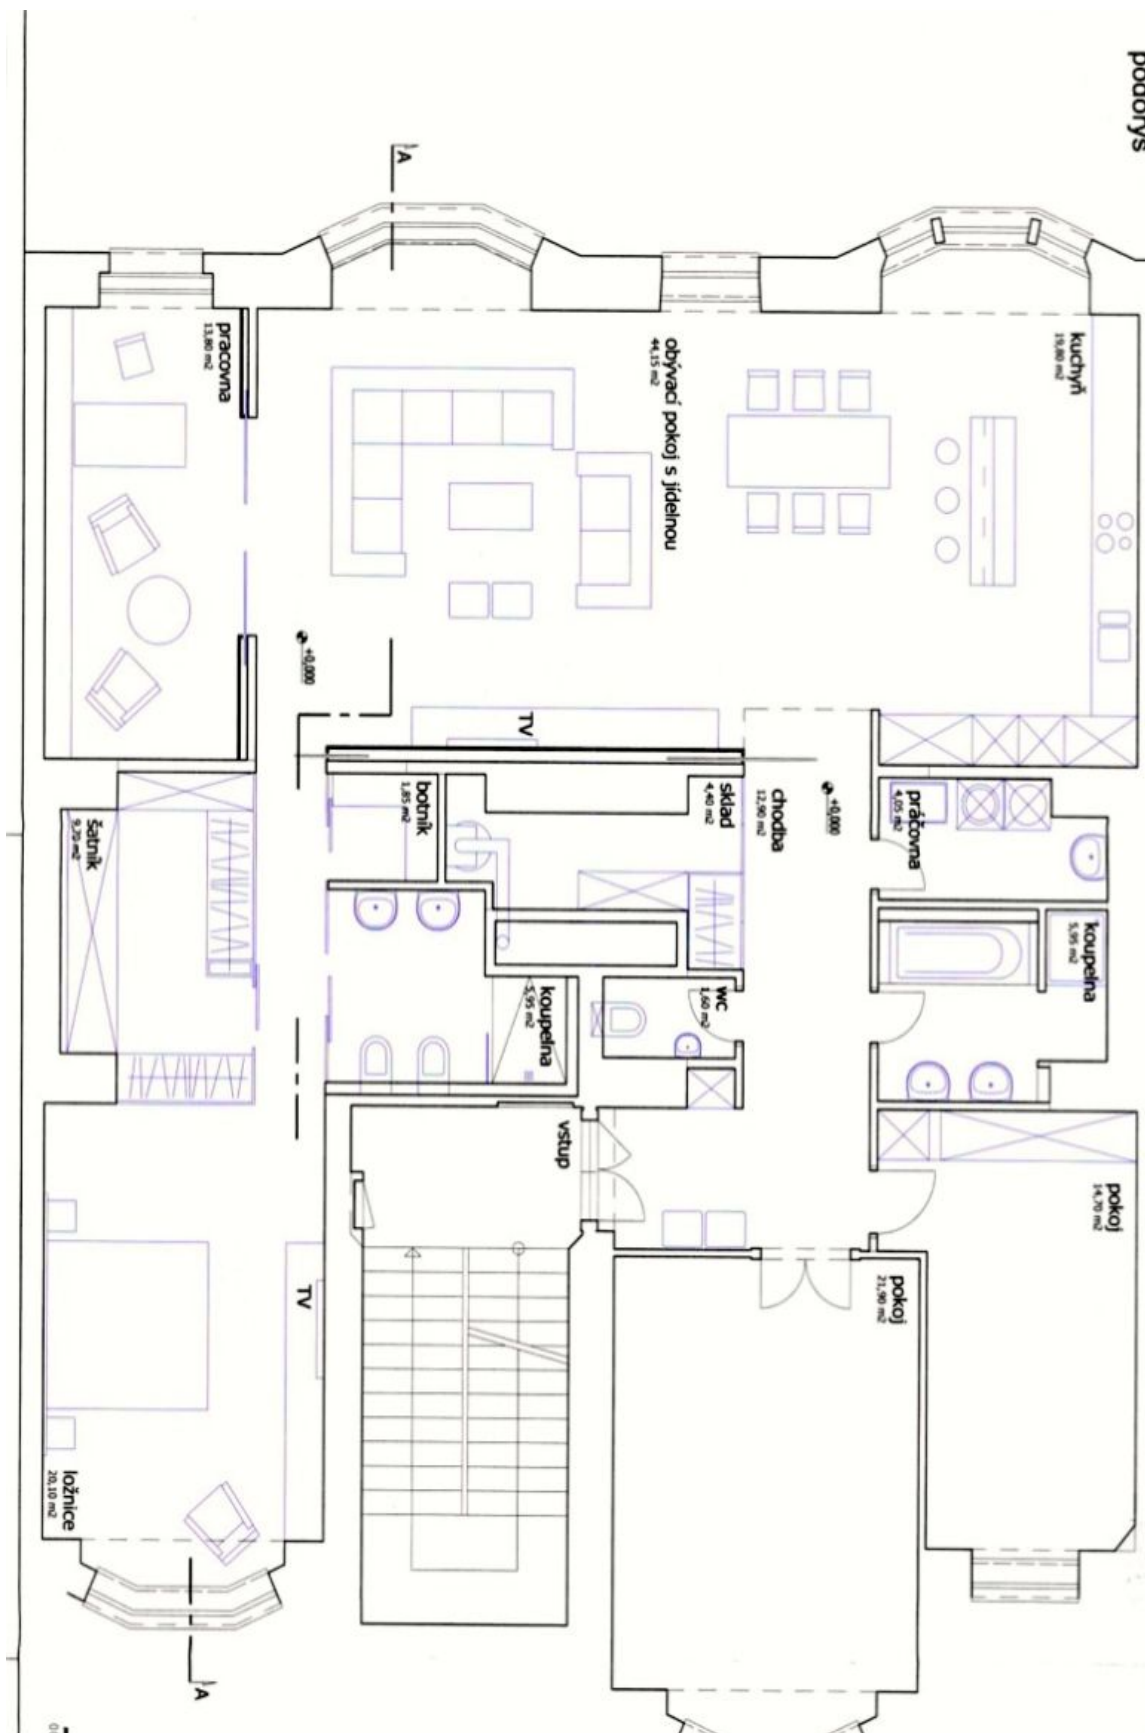 podorys
A
pracovna
13,80 m2
obývací pokoj s jídelnou
44,15 m2
kuchyň
19,80 m2
+0,000
TV
botník
1,85 m2
sklad
4,40 m2
chodba
12,90 m2
+0,000
práčovna
4,05 m2
šatník
9,70 m2
koupelna
5,95 m2
wc
1,60 m2
koupelna
5,95 m2
vstup
pokoj
14,70 m2
TV
pokoj
21,90 m2
ložnice
20,10 m2
A